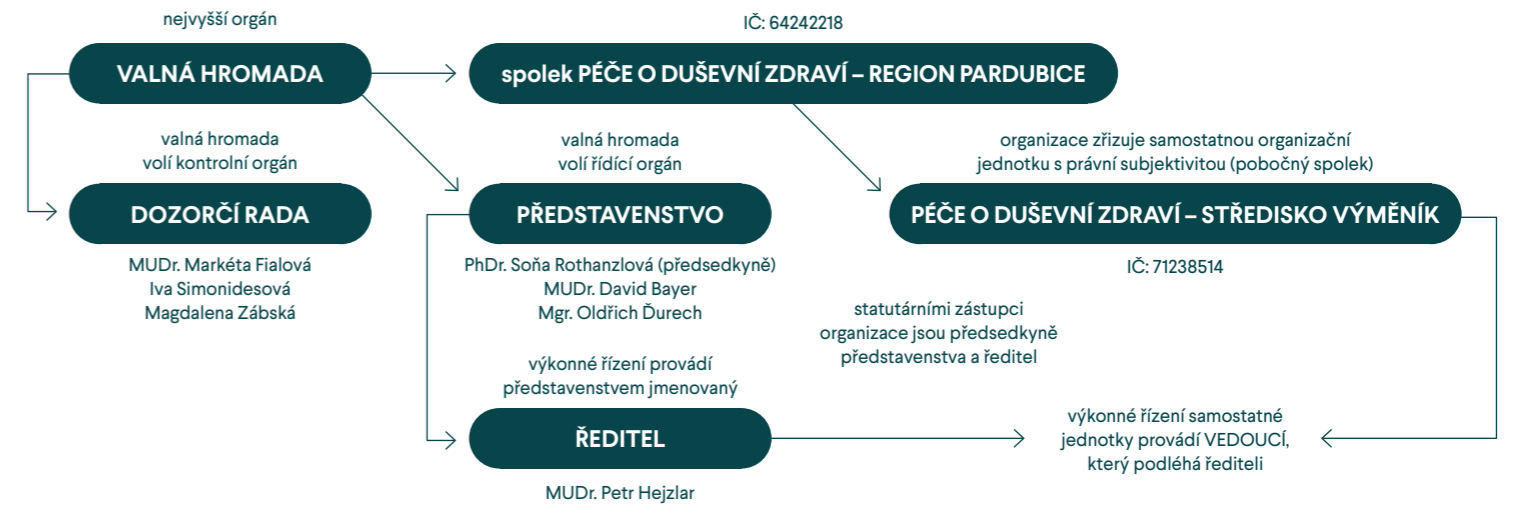 nejvyšší orgán
VALNÁ HROMADA
IČ: 64242218
spolek PÉČE O DUŠEVNÍ ZDRAVÍ – REGION PARDUBICE
valná hromada
volí kontrolní orgán
DOZORČÍ RADA
MUDr. Markéta Fialová
Iva Simonidesová
Magdalena Zábská
valná hromada
volí řídící orgán
PŘEDSTAVENSTVO
PhDr. Soňa Rothanzlová (předsedkyně)
MUDr. David Bayer
Mgr. Oldřich Ďurech
organizace zřizuje samostatnou organizační
jednotku s právní subjektivitou (pobočný spolek)
PÉČE O DUŠEVNÍ ZDRAVÍ – STŘEDISKO VÝMĚNÍK
IČ: 71238514
statutárními zástupci
organizace jsou předsedkyně
představenstva a ředitel
výkonné řízení provádí
představenstvem jmenovaný
ŘEDITEL
MUDr. Petr Hejzlar
výkonné řízení samostatné
jednotky provádí VEDOUCÍ,
který podléhá řediteli